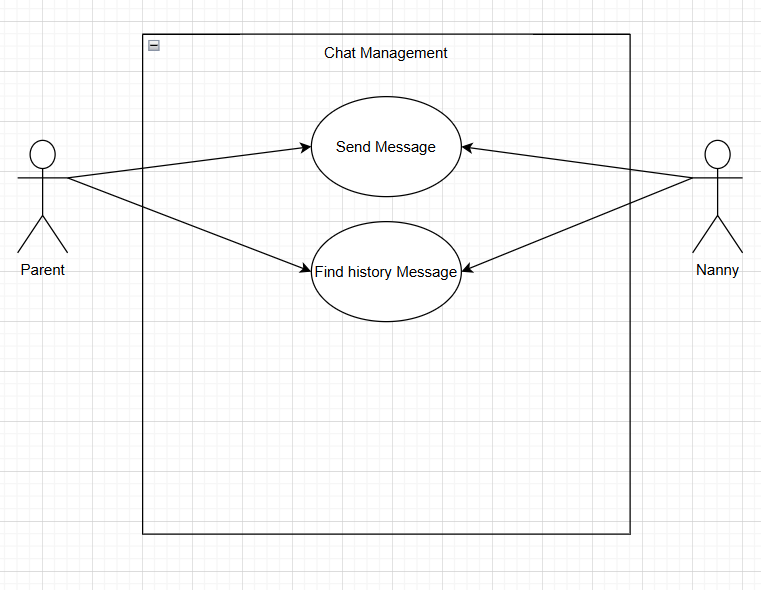 Chat Management
Send Message
Find history Message
Parent
Nanny